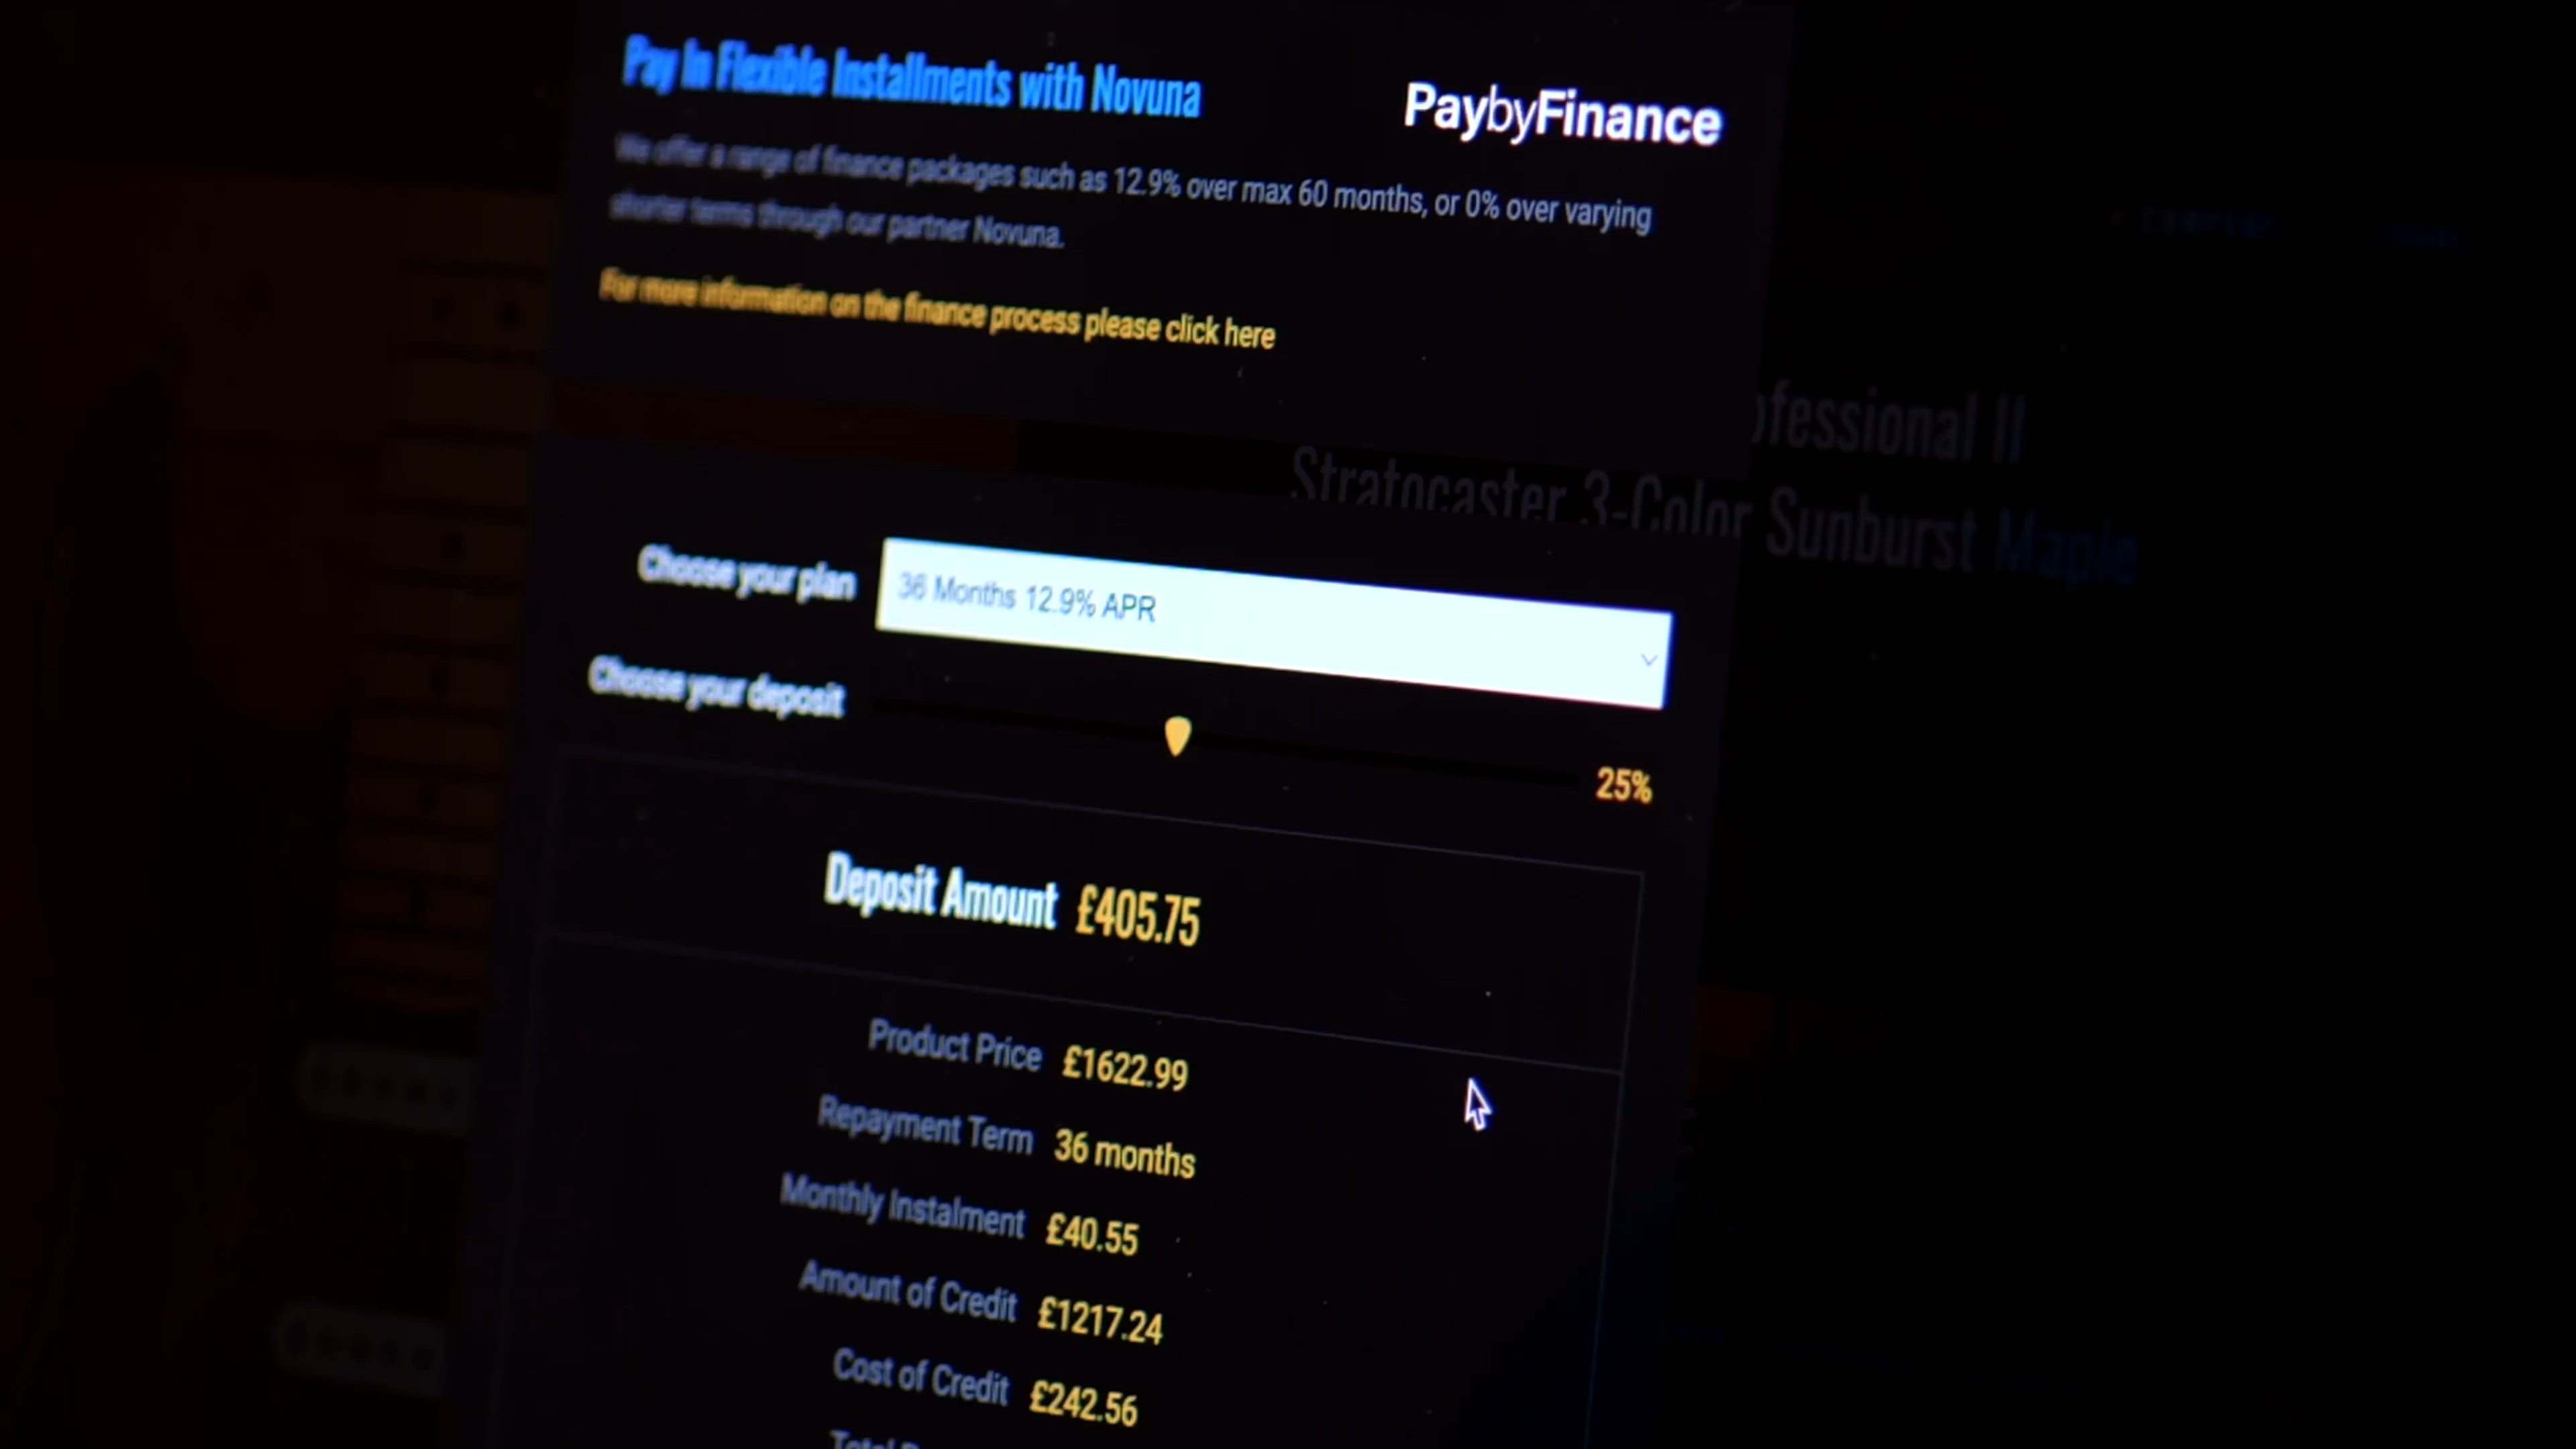 Pay In Flexible Installments with Novuna
PaybyFinance
We offer a range of finance packages such as 12.9% over max 60 months, or 0% over varying
shorter terms through our partner Novuna.
For more information on the finance process please click here
ofessional II
Stratocaster 3-Color Sunburst Maple
Choose your plan
36 Months 12.9% APR
Choose your deposit
25%
Deposit Amount £405.75
Product Price £1622.99
Repayment Term 36 months
Monthly Instalment £40.55
Amount of Credit £1217.24
Cost of Credit £242.56
Total